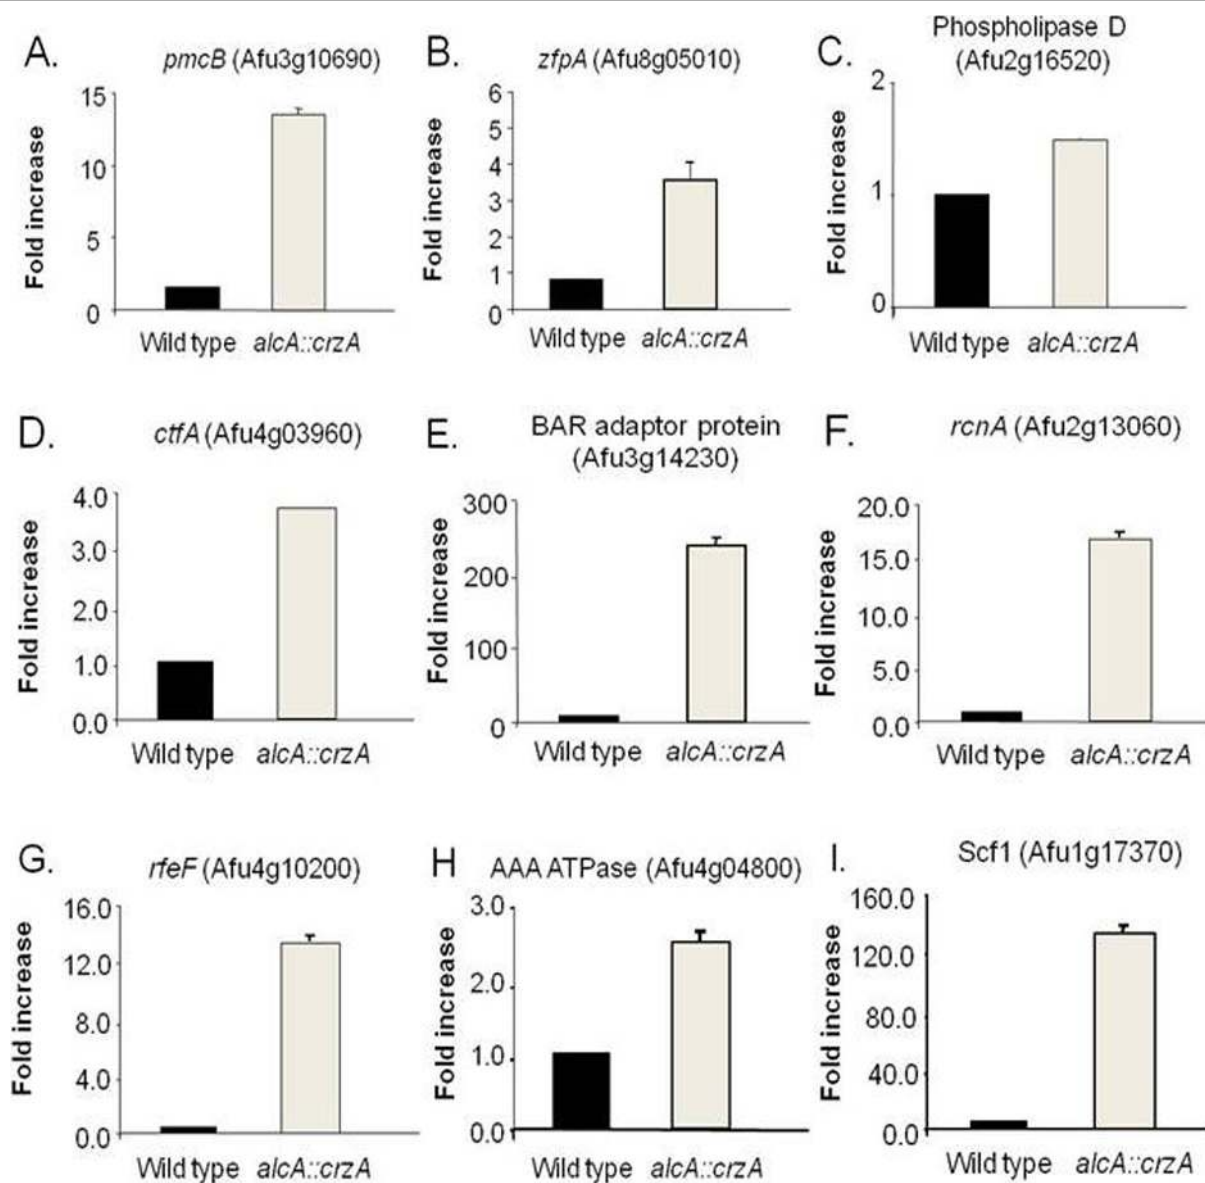 A.
pmcB (Afu3g10690)
Fold increase
15
10
5
0
Wild type alcA::crzA
B.
zfpA (Afu8g05010)
Fold increase
6
5
4
3
2
1
0
Wild type alcA::crzA
C.
Phospholipase D
(Afu2g16520)
Fold increase
2
1
0
Wild type alcA::crzA
D.
ctfA (Afu4g03960)
Fold increase
4.0
3.0
2.0
1.0
0.0
Wild type alcA::crzA
E.
BAR adaptor protein
(Afu3g14230)
Fold increase
300
200
100
0
Wild type alcA::crzA
F.
rcnA (Afu2g13060)
Fold increase
20.0
15.0
10.0
5.0
0.0
Wild type alcA::crzA
G.
rfeF (Afu4g10200)
Fold increase
16.0
12.0
8.0
4.0
0.0
Wild type alcA::crzA
H
AAA ATPase (Afu4g04800)
Fold increase
3.0
2.0
1.0
0.0
Wild type alcA::crzA
I.
Scf1 (Afu1g17370)
Fold increase
160.0
120.0
80.0
40.0
0.0
Wild type alcA::crzA